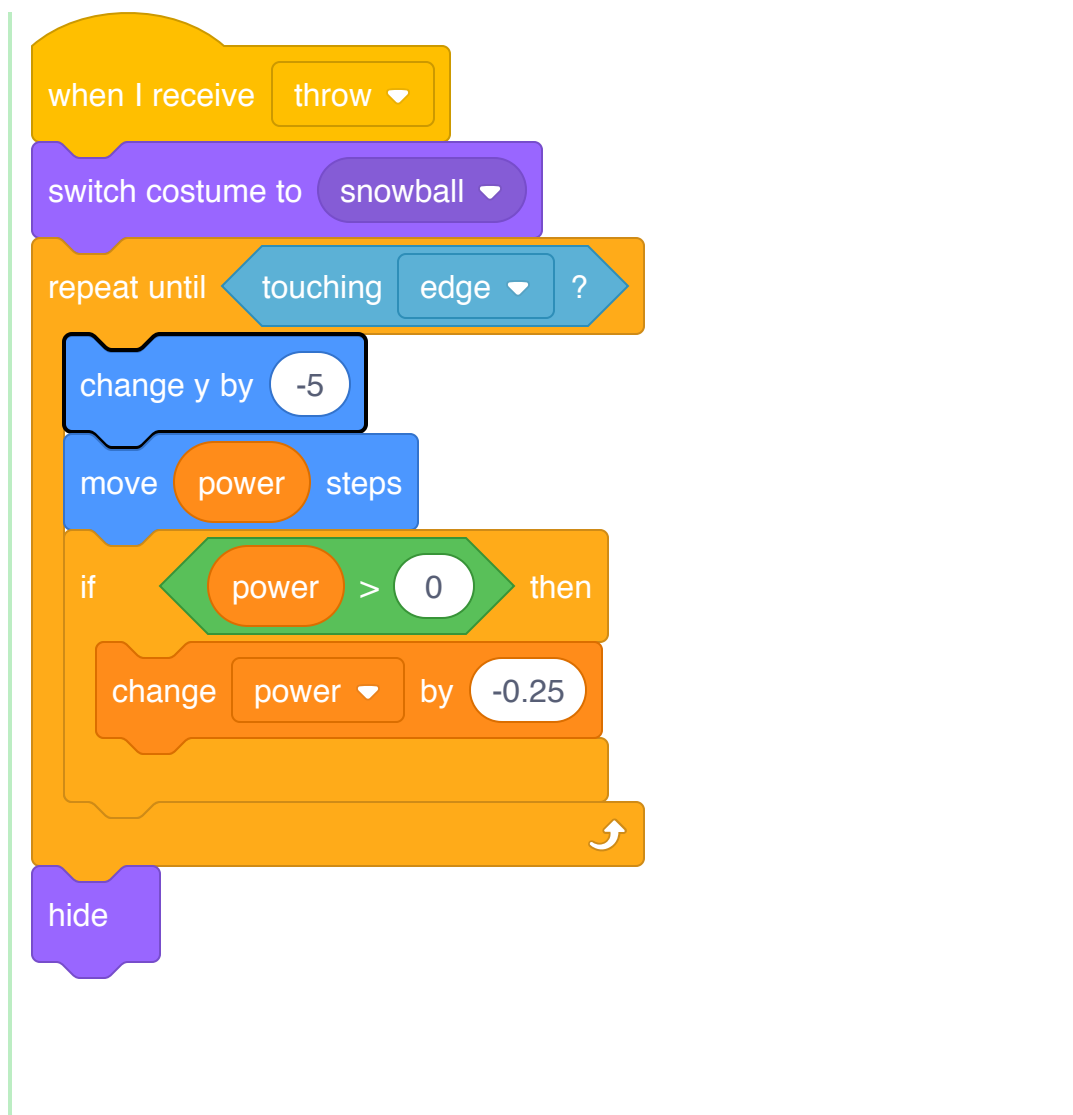 when I receive throw
switch costume to snowball
repeat until touching edge ?
change y by -5
move power steps
if power > 0 then
change power by -0.25
hide